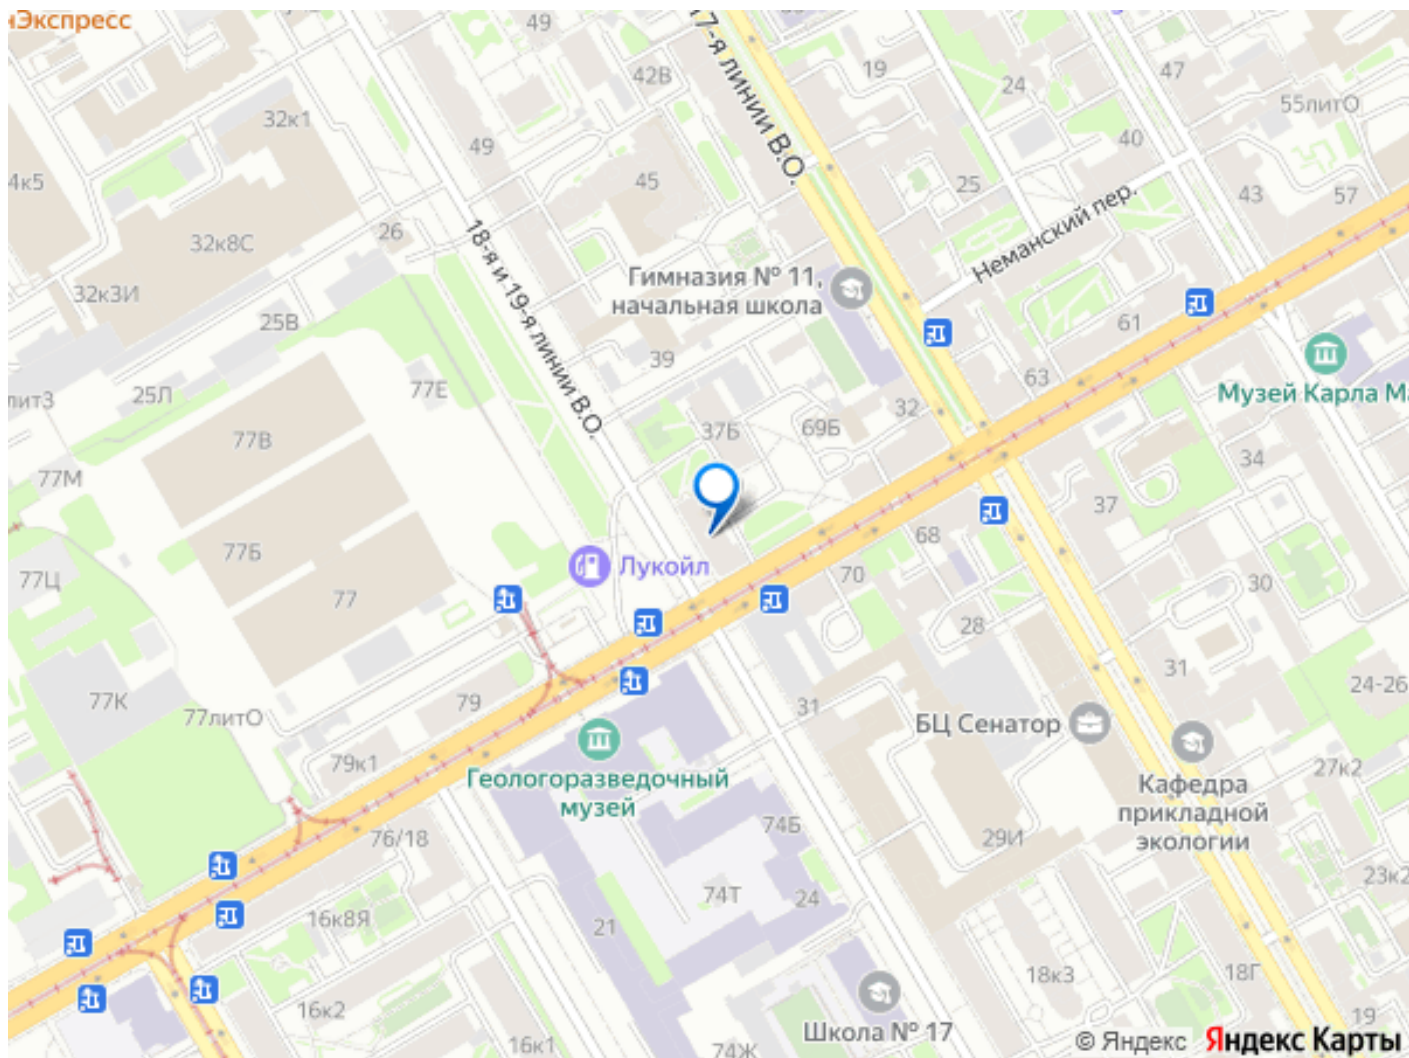 нЭкспресс
49
17-я линии В.О.
42В
19
24
47
55литО
32к1
49
40
4к5
45
25
43
57
32к8С
26
18-я и 19-я линии В.О.
Неманский пер.
Гимназия № 11,
начальная школа
32к3И
25В
39
61
63
Музей Карла Ма
литЗ
25Л
77Е
32
77В
37Б
69Б
34
77М
37
77Б
68
Лукойл
70
77Ц
77
30
28
31
79
24-26
77К
77литО
31
БЦ Сенатор
79к1
Геологоразведочный
музей
Кафедра
прикладной
экологии
27к2
76/18
74Б
29И
74Т
24
23к2
16к8Я
21
18к3
18Г
16к2
19
Школа № 17
16к1
74Ж
© Яндекс Яндекс Карты